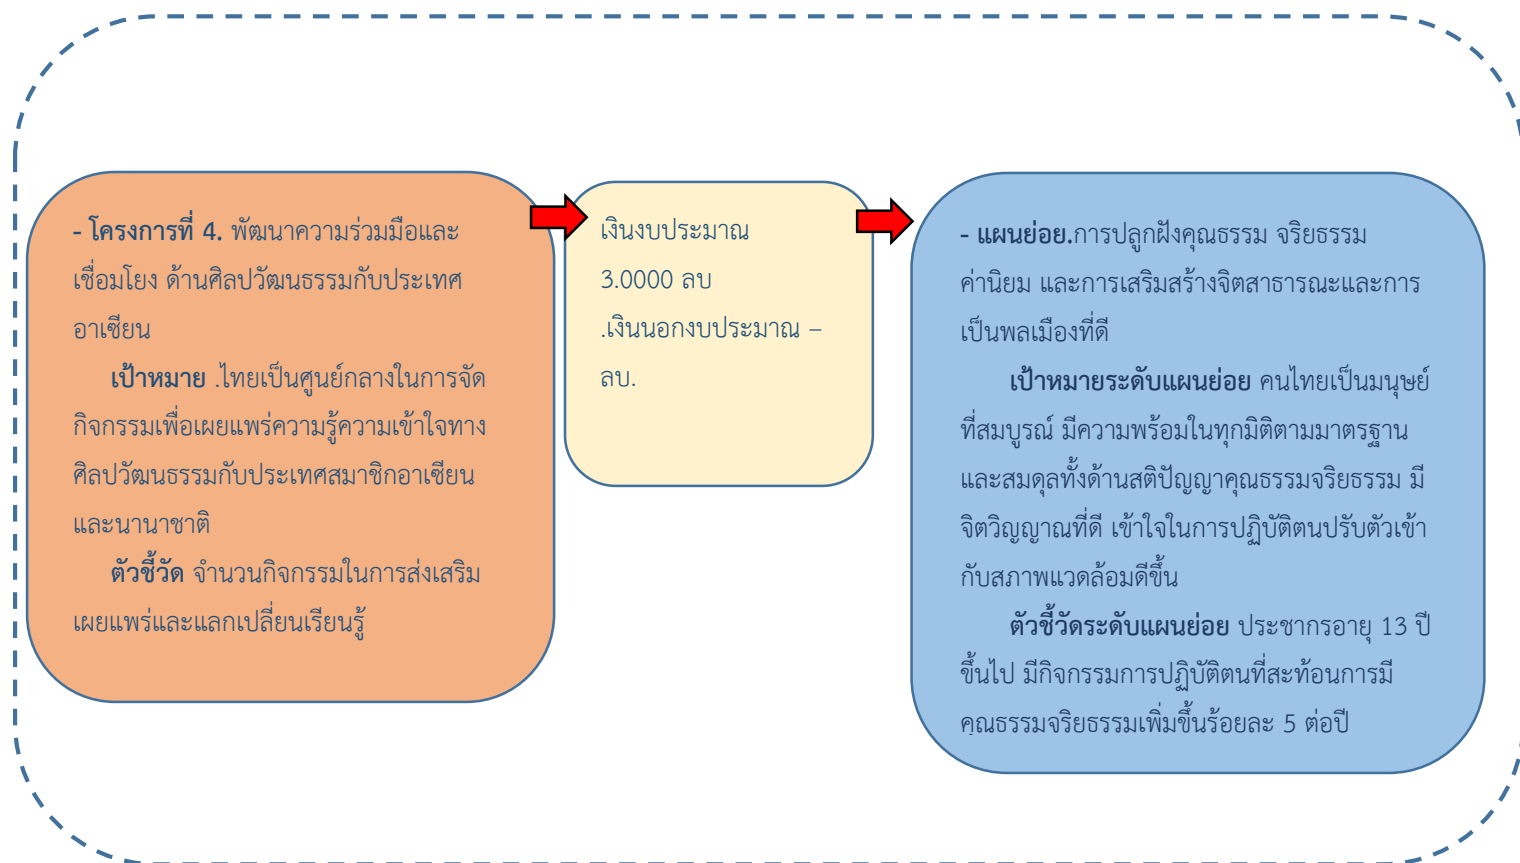 - โครงการที่ 4. พัฒนาความร่วมมือและ
เชื่อมโยง ด้านศิลปวัฒนธรรมกับประเทศ
อาเซียน
เป้าหมาย .ไทยเป็นศูนย์กลางในการจัด
กิจกรรมเพื่อเผยแพร่ความรู้ความเข้าใจทาง
ศิลปวัฒนธรรมกับประเทศสมาชิกอาเซียน
และนานาชาติ
ตัวชี้วัด จำนวนกิจกรรมในการส่งเสริม
เผยแพร่และแลกเปลี่ยนเรียนรู้
เงินงบประมาณ
3.0000 ลบ
.เงินนอกงบประมาณ –
ลบ.
- แผนย่อย.การปลูกฝังคุณธรรม จริยธรรม
ค่านิยม และการเสริมสร้างจิตสาธารณะและการ
เป็นพลเมืองที่ดี
เป้าหมายระดับแผนย่อย คนไทยเป็นมนุษย์
ที่สมบูรณ์ มีความพร้อมในทุกมิติตามมาตรฐาน
และสมดุลทั้งด้านสติปัญญาคุณธรรมจริยธรรม มี
จิตวิญญาณที่ดี เข้าใจในการปฏิบัติตนปรับตัวเข้า
กับสภาพแวดล้อมดีขึ้น
ตัวชี้วัดระดับแผนย่อย ประชากรอายุ 13 ปี
ขึ้นไป มีกิจกรรมการปฏิบัติตนที่สะท้อนการมี
คุณธรรมจริยธรรมเพิ่มขึ้นร้อยละ 5 ต่อปี